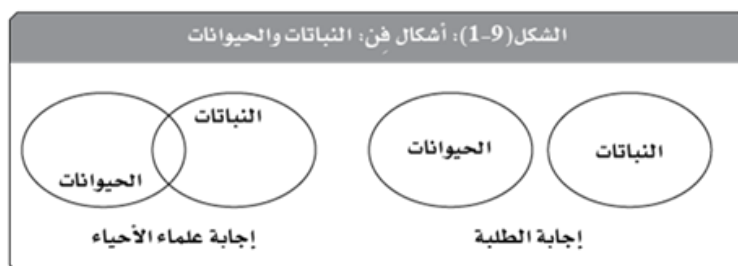 الشكل(9-1): أشكال فِن: النباتات والحيوانات
النباتات
الحيوانات
إجابة الطلبة
النباتات
الحيوانات
إجابة علماء الأحياء